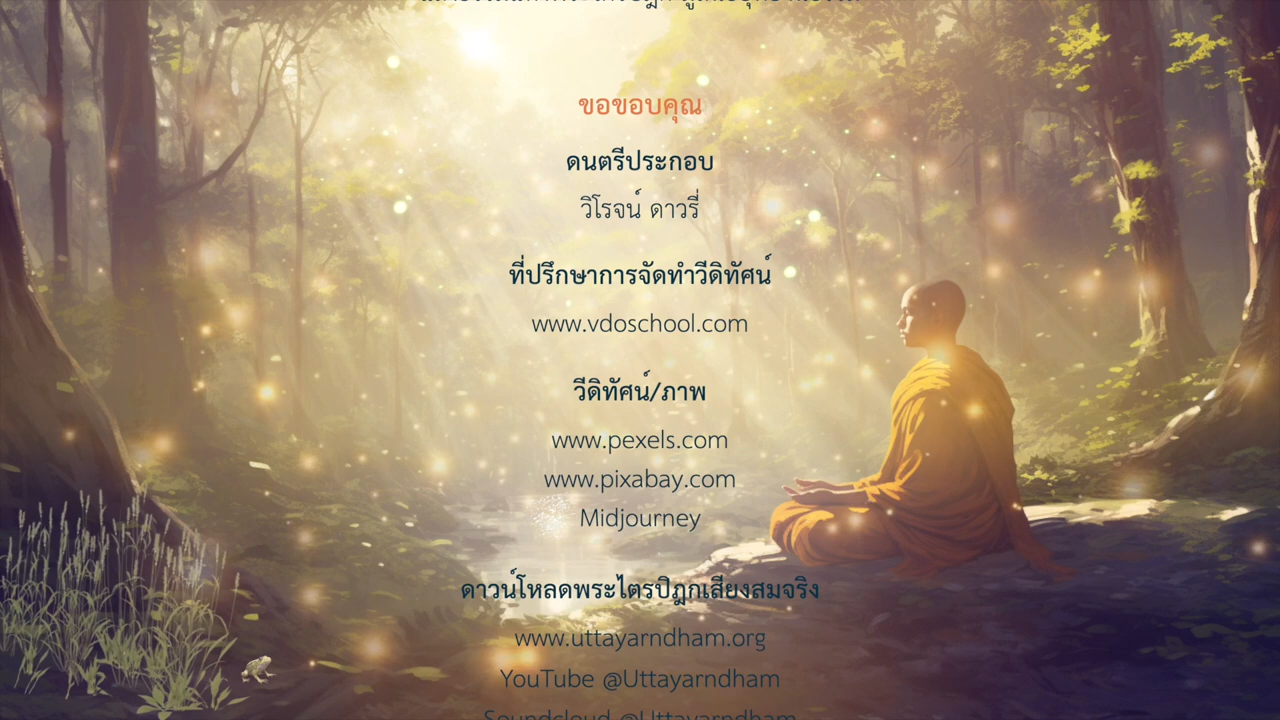 ขอขอบคุณ
ดนตรีประกอบ
วิโรจน์ ดาวรี่
ที่ปรึกษาการจัดทำวีดิทัศน์
www.vdoschool.com
วีดิทัศน์/ภาพ
www.pexels.com
www.pixabay.com
Midjourney
ดาวน์โหลดพระไตรปิฎกเสียงสมจริง
www.uttayarndham.org
YouTube @Uttayarndham
Soundcloud @Uttayarndham